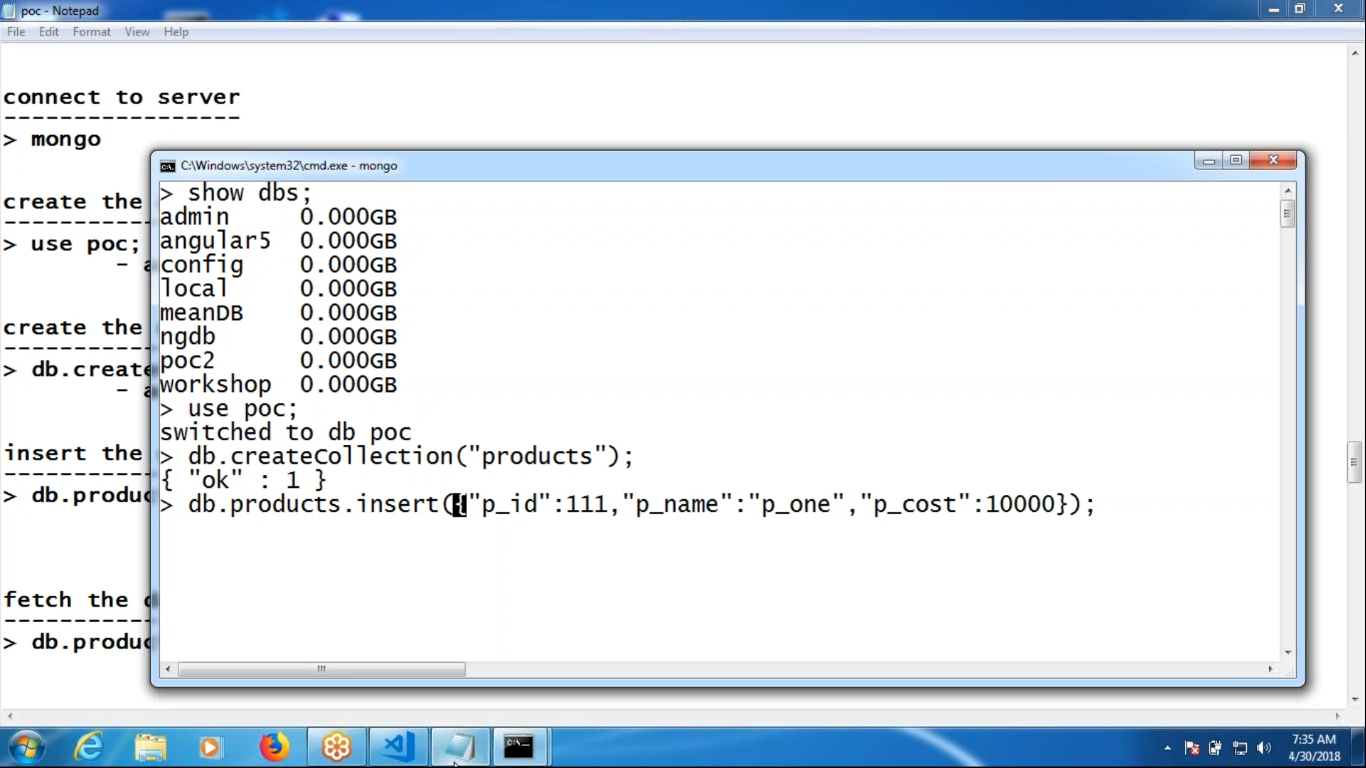 poc - Notepad
File Edit Format View Help
connect to server
-----------------
> mongo
create the
> use poc;
- a
create the
> db.create
- a
insert the
> db.produc
fetch the d
> db.produc
C:\Windows\system32\cmd.exe - mongo
> show dbs;
admin 0.000GB
angular5 0.000GB
config 0.000GB
local 0.000GB
meanDB 0.000GB
ngdb 0.000GB
poc2 0.000GB
workshop 0.000GB
> use poc;
switched to db poc
> db.createCollection("products");
{ "ok" : 1 }
> db.products.insert({"p_id":111,"p_name":"p_one","p_cost":10000});
7:35 AM
4/30/2018